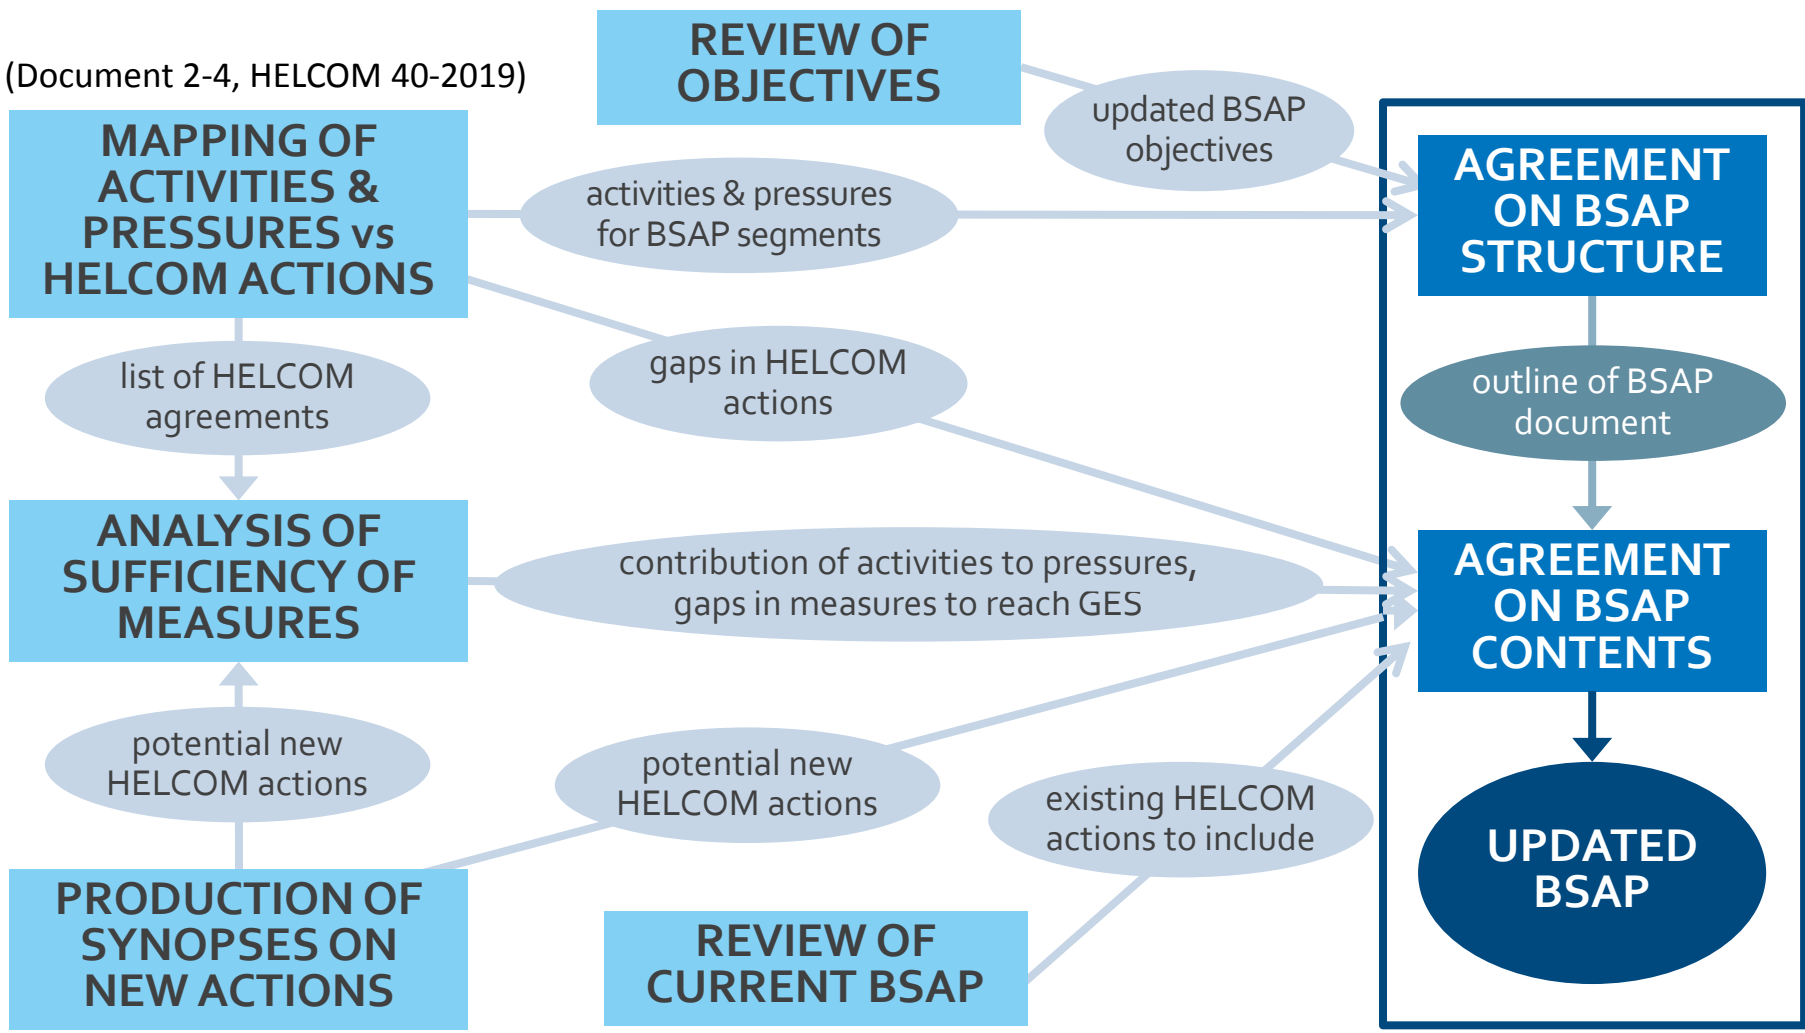 (Document 2-4, HELCOM 40-2019)
REVIEW OF
OBJECTIVES
MAPPING OF
ACTIVITIES &
PRESSURES vs
HELCOM ACTIONS
activities & pressures
for BSAP segments
updated BSAP
objectives
AGREEMENT
ON BSAP
STRUCTURE
list of HELCOM
agreements
gaps in HELCOM
actions
outline of BSAP
document
ANALYSIS OF
SUFFICIENCY OF
MEASURES
contribution of activities to pressures,
gaps in measures to reach GES
AGREEMENT
ON BSAP
CONTENTS
potential new
HELCOM actions
potential new
HELCOM actions
existing HELCOM
actions to include
UPDATED
BSAP
PRODUCTION OF
SYNOPSES ON
NEW ACTIONS
REVIEW OF
CURRENT BSAP